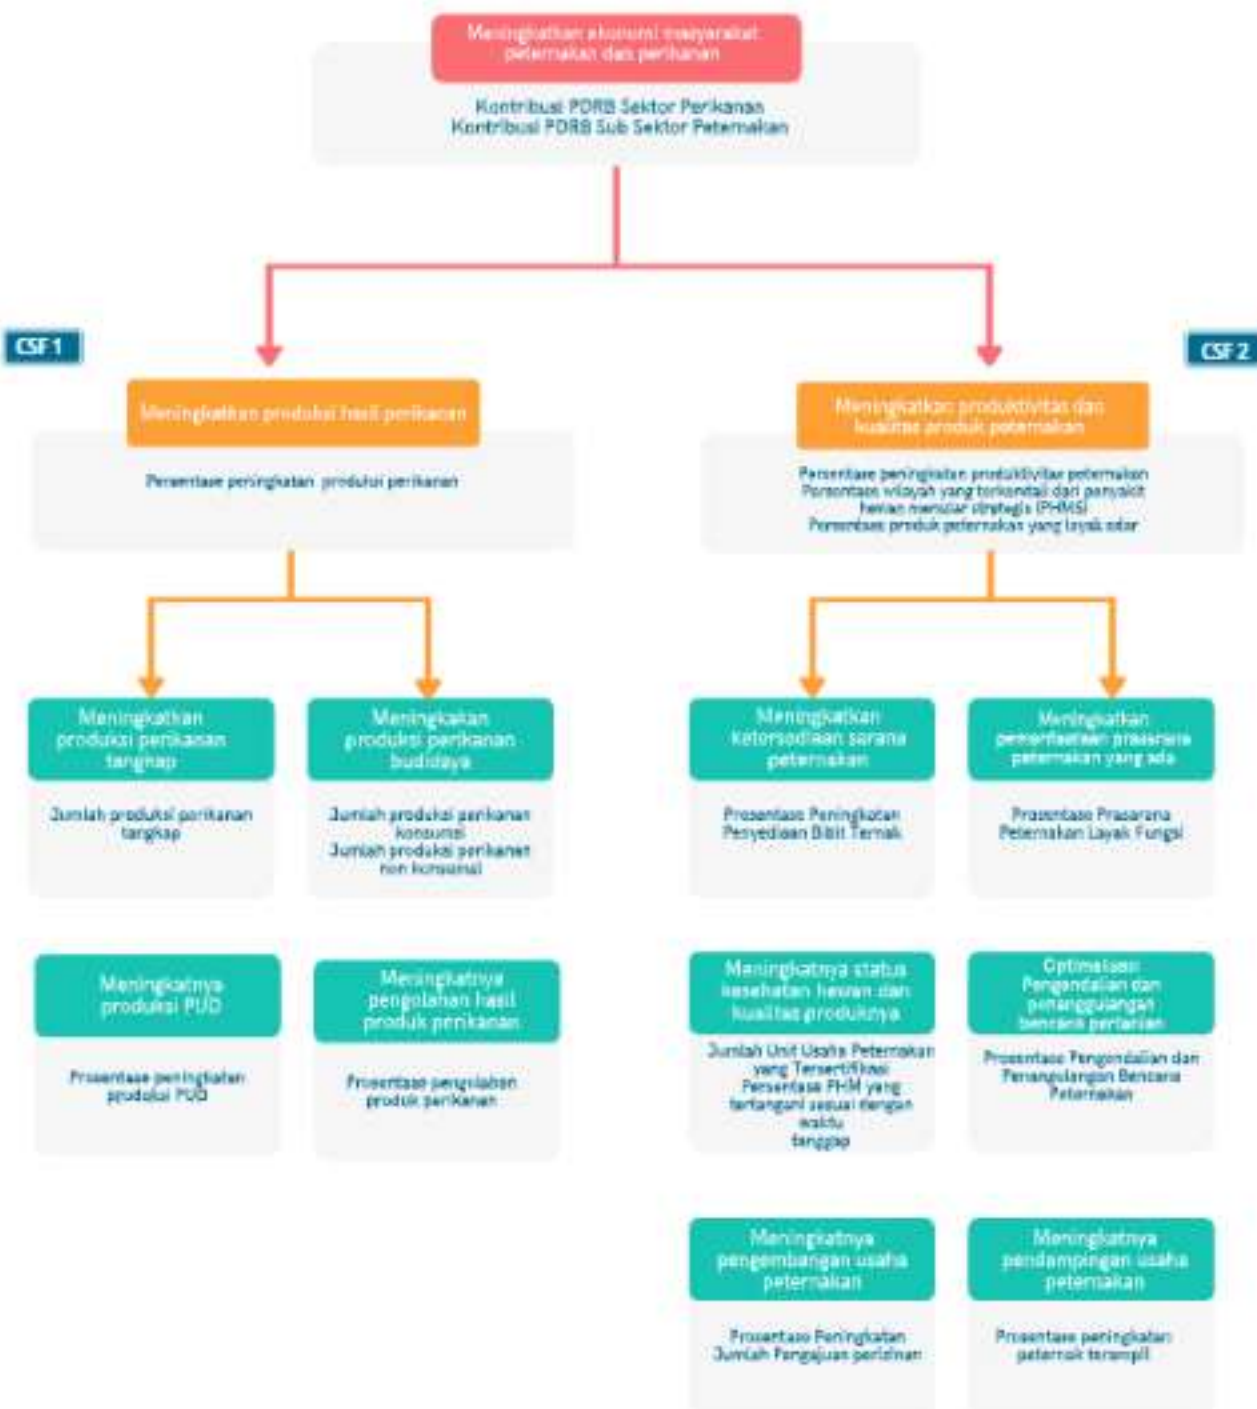 Meningkatkan ekonomi masyarakat
peternakan dan perikanan
Kontribusi PDRB Sektor Perikanan
Kontribusi PDRB Sub Sektor Peternakan
CSF 1
CSF 2
Meningkatkan produksi hasil perikanan
Persentase peningkatan produksi perikanan
Meningkatkan produktivitas dan
kualitas produk peternakan
Persentase peningkatan produktivitas peternakan
Persentase wilayah yang terkendali dari penyakit
hewan menular strategis (PHMS)
Persentase produk peternakan yang layak edar
Meningkatkan
produksi perikanan
tangkap
Jumlah produksi perikanan
tangkap
Meningkakan
produksi perikanan
budidaya
Jumlah produksi perikanan
konsumsi
Jumlah produksi perikanan
non konsumsi
Meningkatkan
ketersediaan sarana
peternakan
Prosentase Peningkatan
Penyediaan Bibit Ternak
Meningkatkan
pemanfaatan prasarana
peternakan yang ada
Prosentase Prasarana
Peternakan Layak Fungsi
Meningkatnya
produksi PUD
Prosentase peningkatan
produksi PUD
Meningkatnya
pengolahan hasil
produk perikanan
Prosentase pengolahan
produk perikanan
Meningkatnya status
kesehatan hewan dan
kualitas produknya
Jumlah Unit Usaha Peternakan
yang Tersertifikasi
Persentase PHM yang
tertangani sesuai dengan
waktu
tanggap
Optimalisasi
Pengendalian dan
penanggulangan
bencana pertanian
Prosentase Pengendalian dan
Penangulangan Bencana
Peternakan
Meningkatnya
pengembangan usaha
peternakan
Prosentase Peningkatan
Jumlah Pengajuan perizinan
Meningkatnya
pendampingan usaha
peternakan
Prosentase peningkatan
peternak terampil